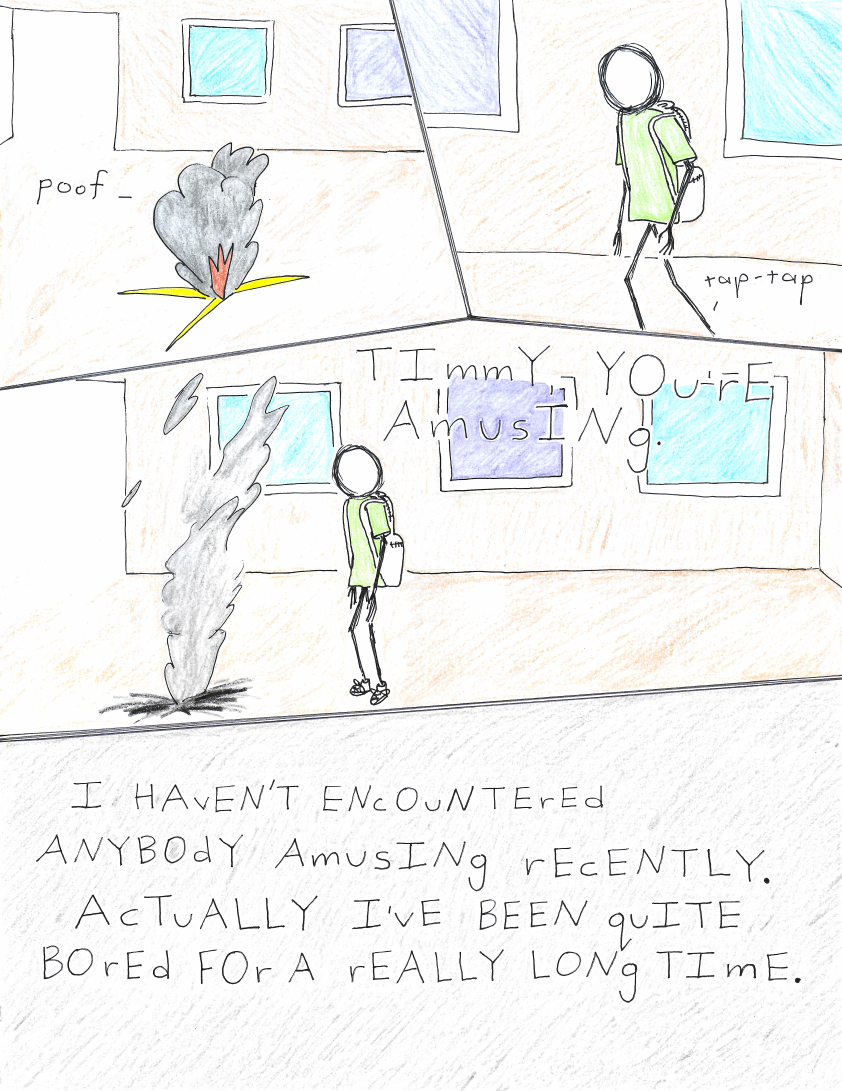 poof
tap-tap
TImmY, YOu'rE
AmusINg.
I HAvEN'T ENcOuNTErEd
ANYBOdY AmusINg rEcENTLY.
AcTuALLY I'vE BEEN quITE
BOrEd FOr A rEALLY LONg TImE.